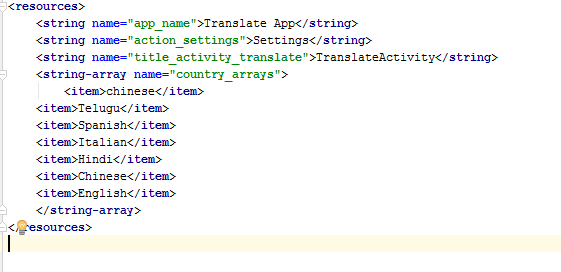 <resources>
    <string name="app_name">Translate App</string>
    <string name="action_settings">Settings</string>
    <string name="title_activity_translate">TranslateActivity</string>
    <string-array name="country_arrays">
        <item>chinese</item>
    <item>Telugu</item>
    <item>Spanish</item>
    <item>Italian</item>
    <item>Hindi</item>
    <item>Chinese</item>
    <item>English</item>
    </string-array>
</resources>